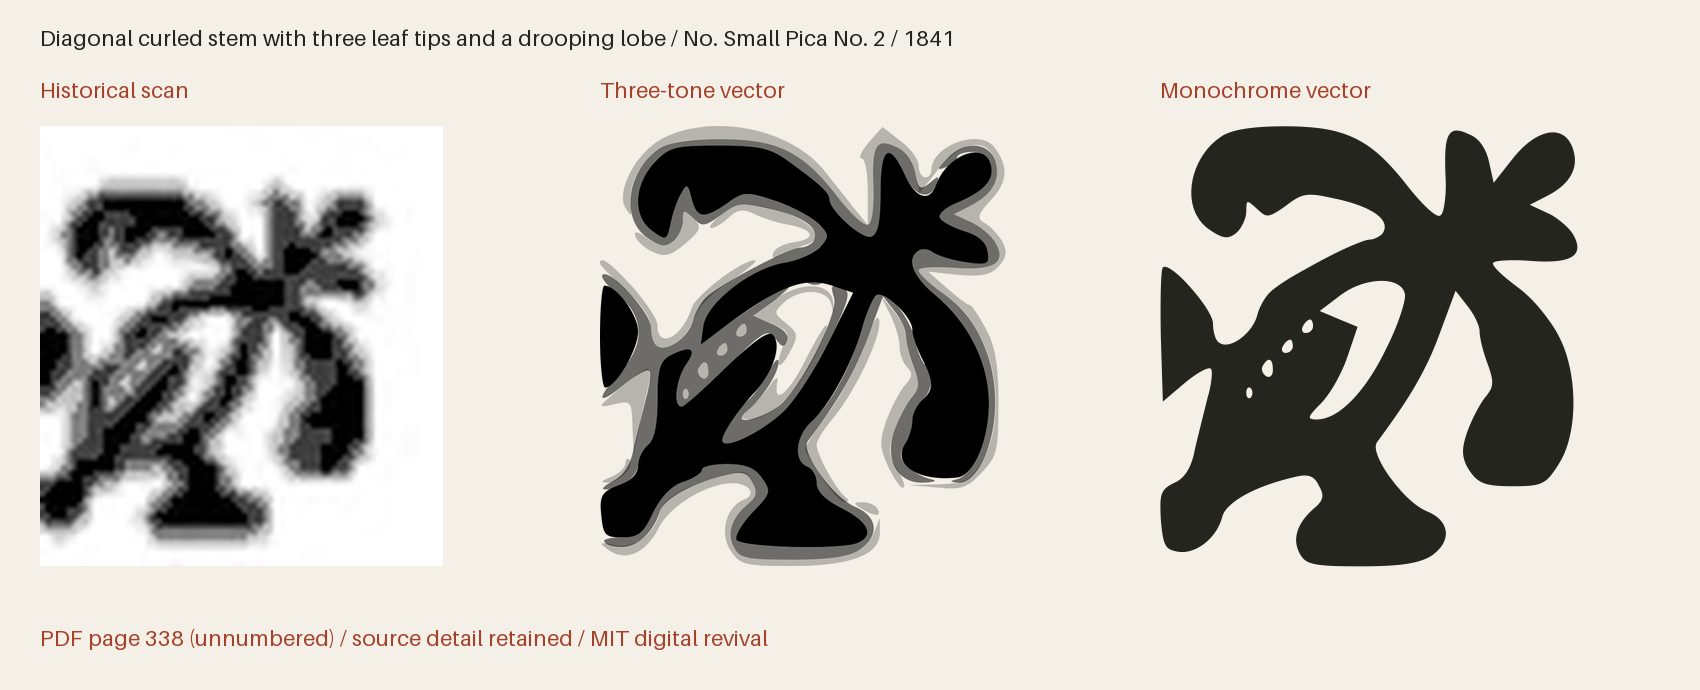 Diagonal curled stem with three leaf tips and a drooping lobe / No. Small Pica No. 2 / 1841
Historical scan
Three-tone vector
Monochrome vector
PDF page 338 (unnumbered) / source detail retained / MIT digital revival